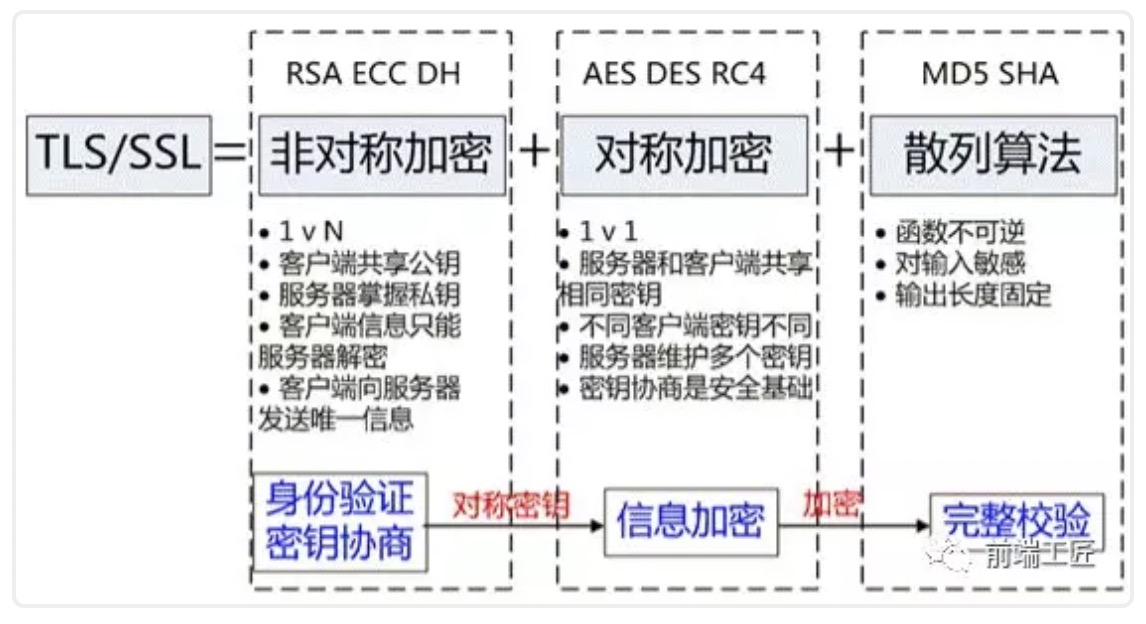 RSA ECC DH
AES DES RC4
MD5 SHA
TLS/SSL = 非对称加密 + 对称加密 + 散列算法
• 1 v N
• 客户端共享公钥
• 服务器掌握私钥
• 客户端信息只能
服务器解密
• 客户端向服务器
发送唯一信息
• 1 v 1
• 服务器和客户端共享
相同密钥
• 不同客户端密钥不同
• 服务器维护多个密钥
• 密钥协商是安全基础
• 函数不可逆
• 对输入敏感
• 输出长度固定
身份验证
密钥协商
对称密钥
信息加密
加密
完整校验
前端工匠